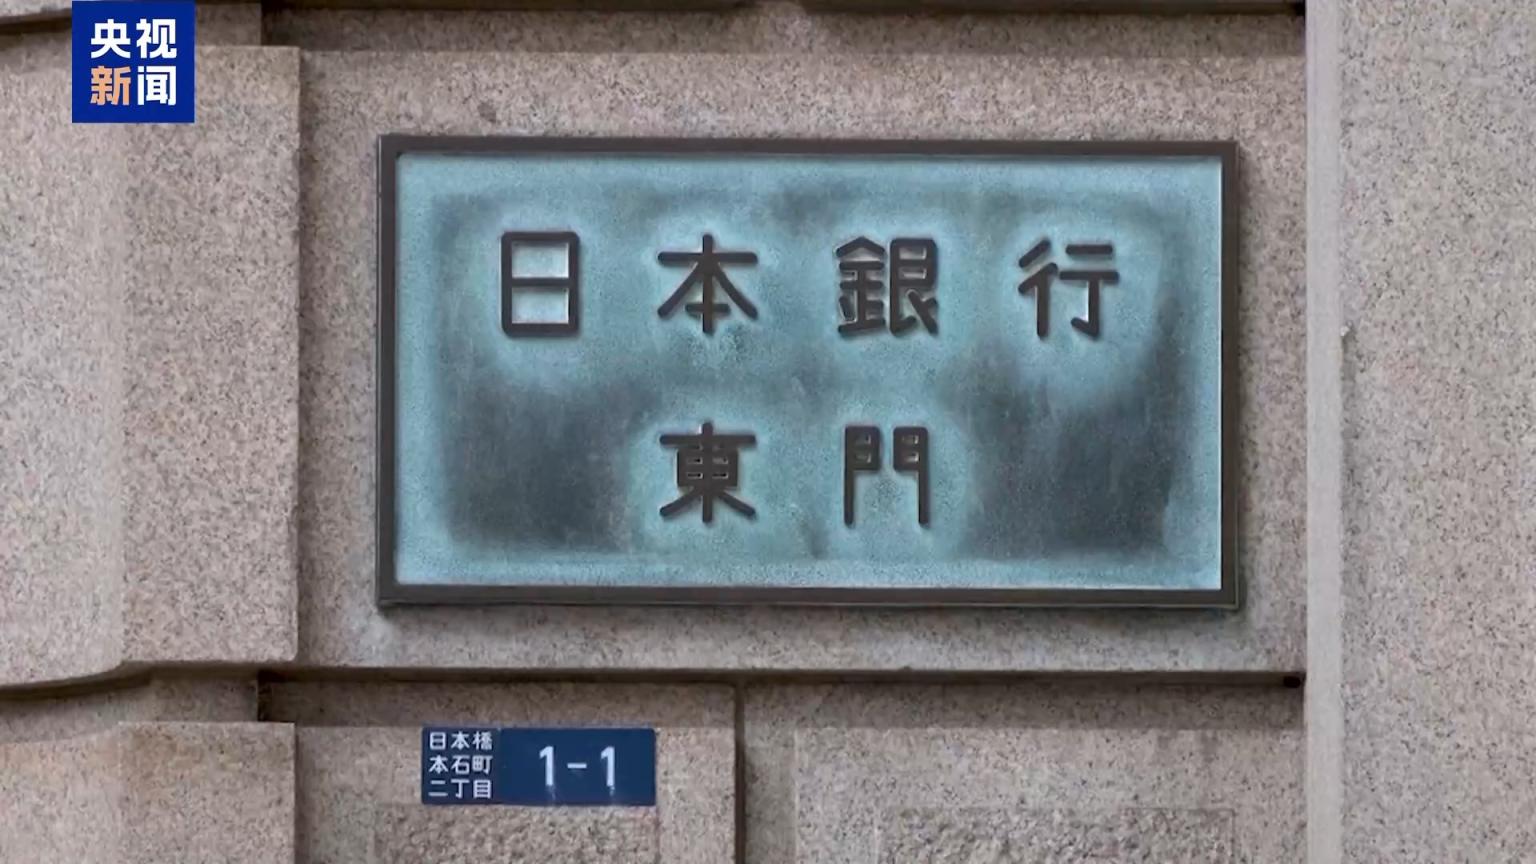 央视
新闻
日本銀行
東門
日本橋
本石町
二丁目
1-1